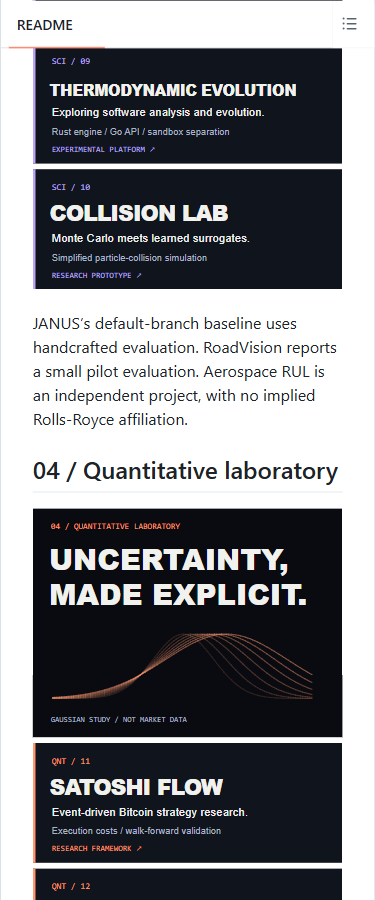 README
SCI / 09
THERMODYNAMIC EVOLUTION
Exploring software analysis and evolution.
Rust engine / Go API / sandbox separation
EXPERIMENTAL PLATFORM ↗
SCI / 10
COLLISION LAB
Monte Carlo meets learned surrogates.
Simplified particle-collision simulation
RESEARCH PROTOTYPE ↗
JANUS's default-branch baseline uses
handcrafted evaluation. RoadVision reports
a small pilot evaluation. Aerospace RUL is
an independent project, with no implied
Rolls-Royce affiliation.
04 / Quantitative laboratory
04 / QUANTITATIVE LABORATORY
UNCERTAINTY,
MADE EXPLICIT.
GAUSSIAN STUDY / NOT MARKET DATA
QNT / 11
SATOSHI FLOW
Event-driven Bitcoin strategy research.
Execution costs / walk-forward validation
RESEARCH FRAMEWORK ↗
QNT / 12